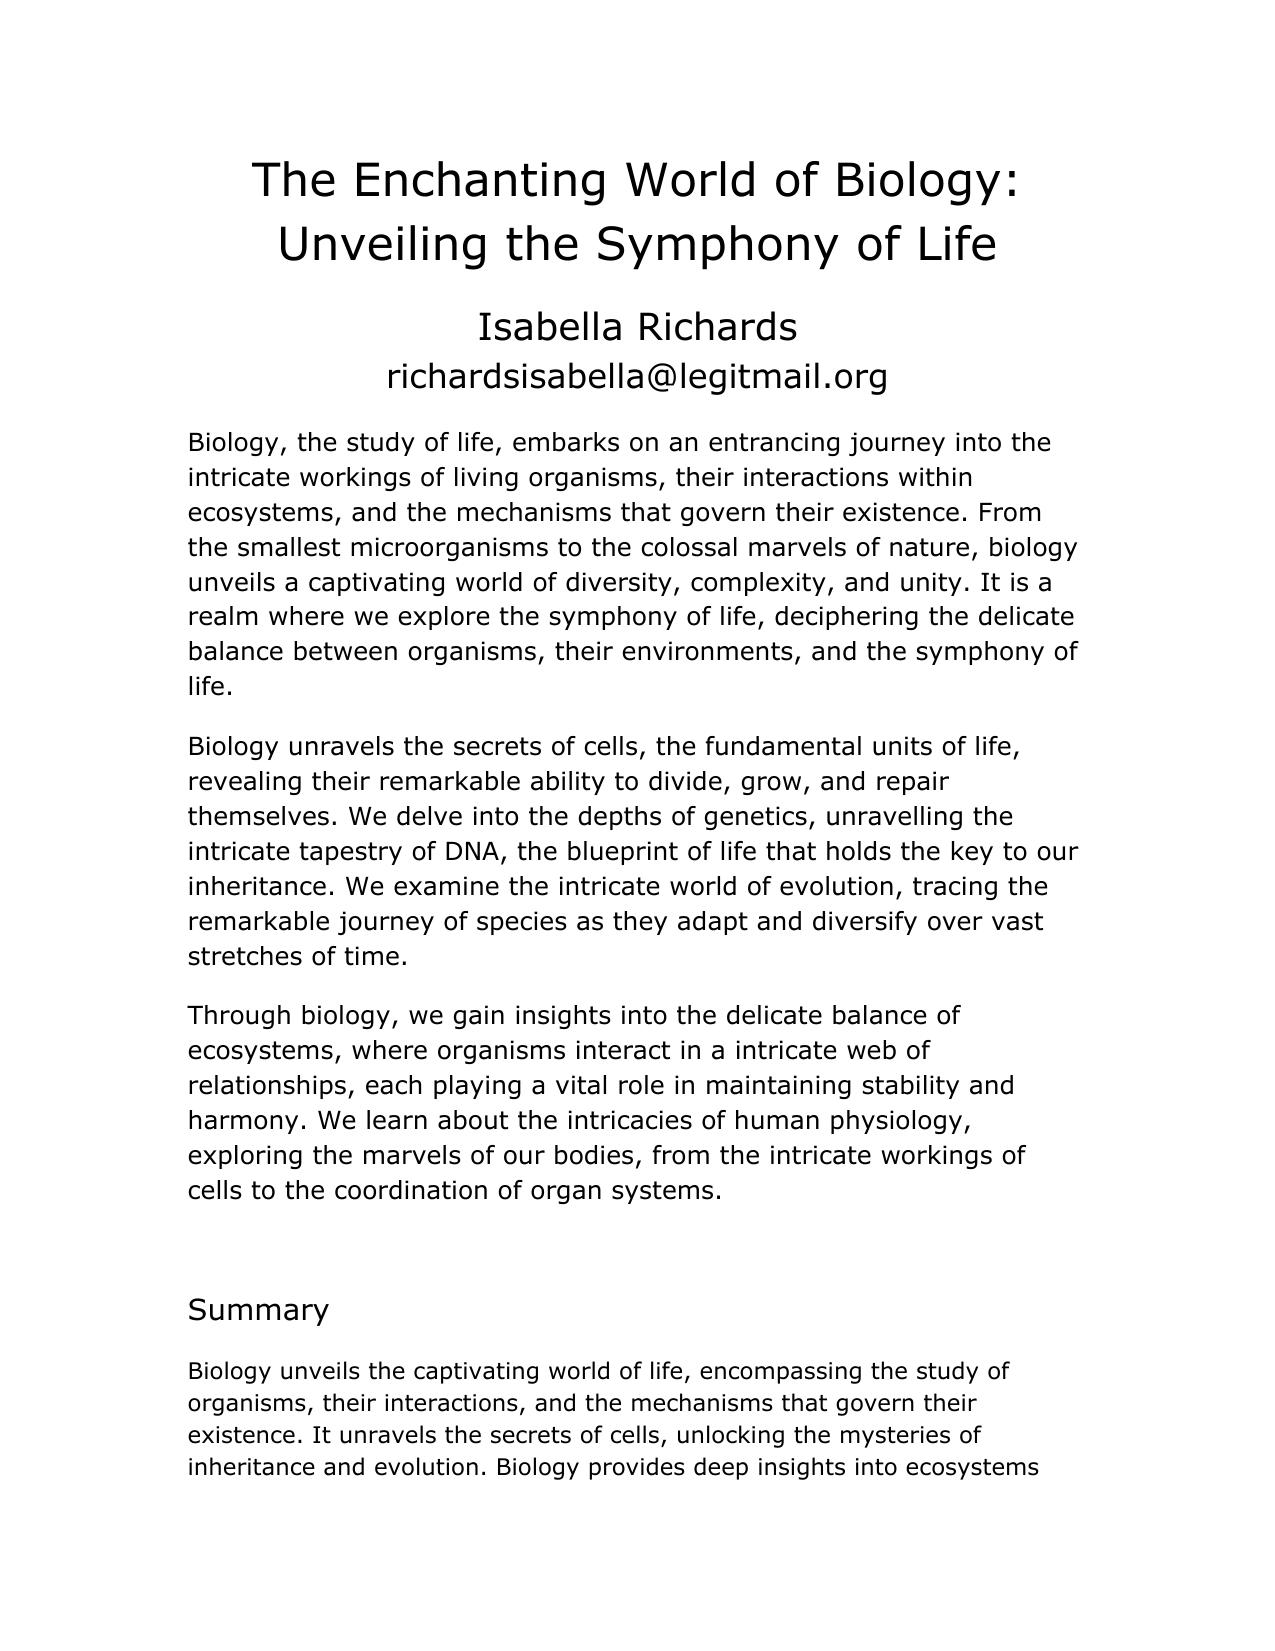 The Enchanting World of Biology:
Unveiling the Symphony of Life
Isabella Richards
richardsisabella@legitmail.org
Biology, the study of life, embarks on an entrancing journey into the
intricate workings of living organisms, their interactions within
ecosystems, and the mechanisms that govern their existence. From
the smallest microorganisms to the colossal marvels of nature, biology
unveils a captivating world of diversity, complexity, and unity. It is a
realm where we explore the symphony of life, deciphering the delicate
balance between organisms, their environments, and the symphony of
life.
Biology unravels the secrets of cells, the fundamental units of life,
revealing their remarkable ability to divide, grow, and repair
themselves. We delve into the depths of genetics, unravelling the
intricate tapestry of DNA, the blueprint of life that holds the key to our
inheritance. We examine the intricate world of evolution, tracing the
remarkable journey of species as they adapt and diversify over vast
stretches of time.
Through biology, we gain insights into the delicate balance of
ecosystems, where organisms interact in a intricate web of
relationships, each playing a vital role in maintaining stability and
harmony. We learn about the intricacies of human physiology,
exploring the marvels of our bodies, from the intricate workings of
cells to the coordination of organ systems.
Summary
Biology unveils the captivating world of life, encompassing the study of
organisms, their interactions, and the mechanisms that govern their
existence. It unravels the secrets of cells, unlocking the mysteries of
inheritance and evolution. Biology provides deep insights into ecosystems